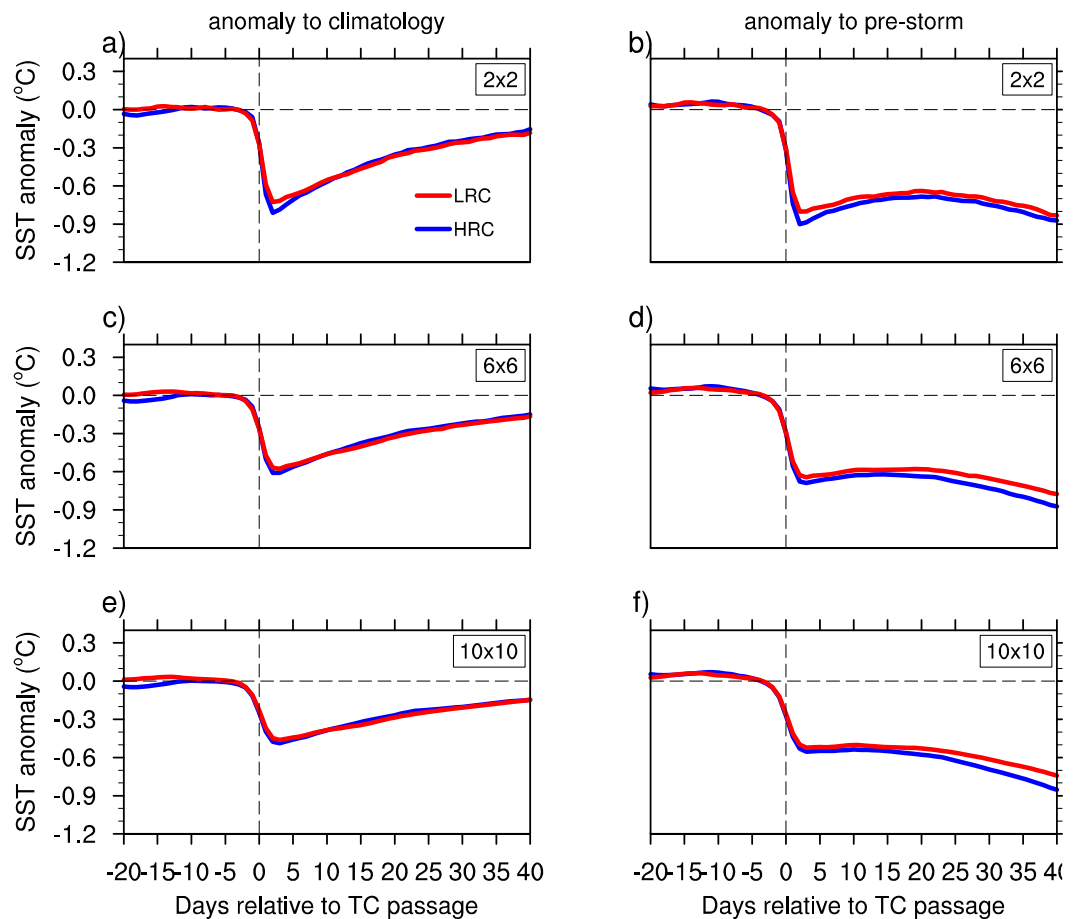 anomaly to climatology
anomaly to pre-storm
a)
b)
2x2
2x2
SST anomaly (°C)
0.3
0.0
-0.3
-0.6
-0.9
-1.2
LRC
HRC
c)
d)
6x6
6x6
SST anomaly (°C)
0.3
0.0
-0.3
-0.6
-0.9
-1.2
e)
f)
10x10
10x10
SST anomaly (°C)
0.3
0.0
-0.3
-0.6
-0.9
-1.2
-20 -15 -10 -5 0 5 10 15 20 25 30 35 40
-20 -15 -10 -5 0 5 10 15 20 25 30 35 40
Days relative to TC passage
Days relative to TC passage